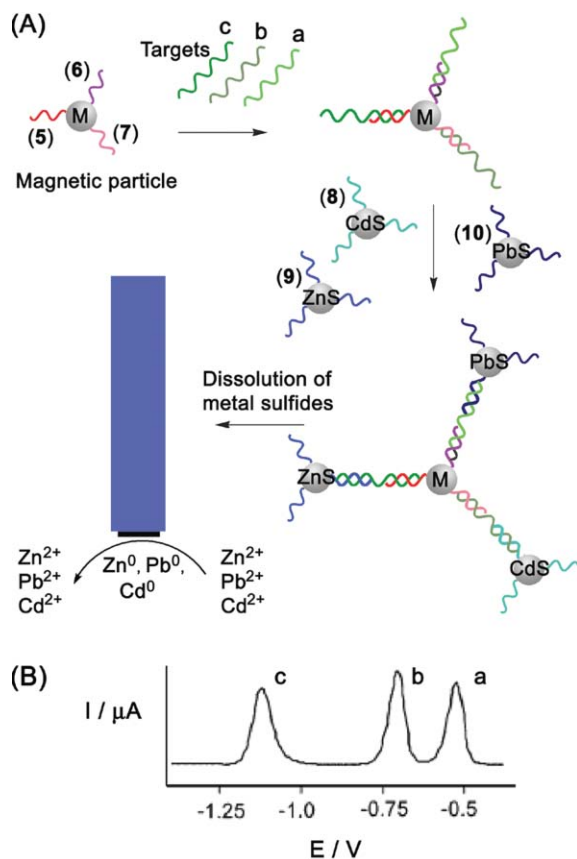 (A)
Targets
c b a
(6)
M
(5)
(7)
Magnetic particle
M
(8)
CdS
(10)
PbS
(9)
ZnS
PbS
Dissolution of
metal sulfides
ZnS
M
CdS
Zn2+ Zn0, Pb0, Zn2+
Pb2+ Cd0 Pb2+
Cd2+ Cd2+
(B)
c b a
I / μA
-1.25 -1.0 -0.75 -0.5
E / V